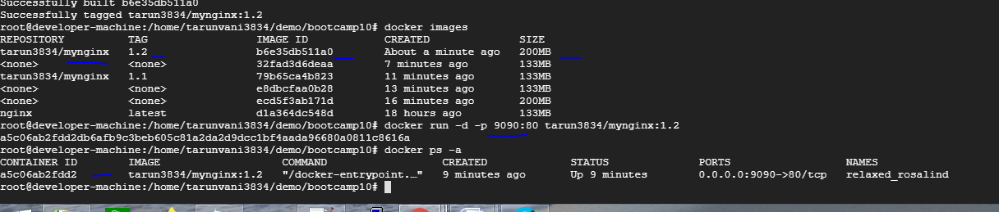 Successfully built b6e35db511a0
Successfully tagged tarun3834/mynginx:1.2
root@developer-machine:/home/tarunvani3834/demo/bootcamp10# docker images
REPOSITORY TAG IMAGE ID CREATED SIZE
tarun3834/mynginx 1.2 b6e35db511a0 About a minute ago 200MB
<none> <none> 32fad3d6deaa 7 minutes ago 133MB
tarun3834/mynginx 1.1 79b65ca4b823 11 minutes ago 133MB
<none> <none> e8dbcfaa0b28 13 minutes ago 133MB
<none> <none> ecd5f3ab171d 16 minutes ago 200MB
nginx latest d1a364dc548d 18 hours ago 133MB
root@developer-machine:/home/tarunvani3834/demo/bootcamp10# docker run -d -p 9090:80 tarun3834/mynginx:1.2
a5c06ab2fdd2db6afb9c3beb605c81a2da2d9dcc1bf4aada96680a0811c8616a
root@developer-machine:/home/tarunvani3834/demo/bootcamp10# docker ps -a
CONTAINER ID IMAGE COMMAND CREATED STATUS PORTS NAMES
a5c06ab2fdd2 tarun3834/mynginx:1.2 "/docker-entrypoint.…" 9 minutes ago Up 9 minutes 0.0.0.0:9090->80/tcp relaxed_rosalind
root@developer-machine:/home/tarunvani3834/demo/bootcamp10#